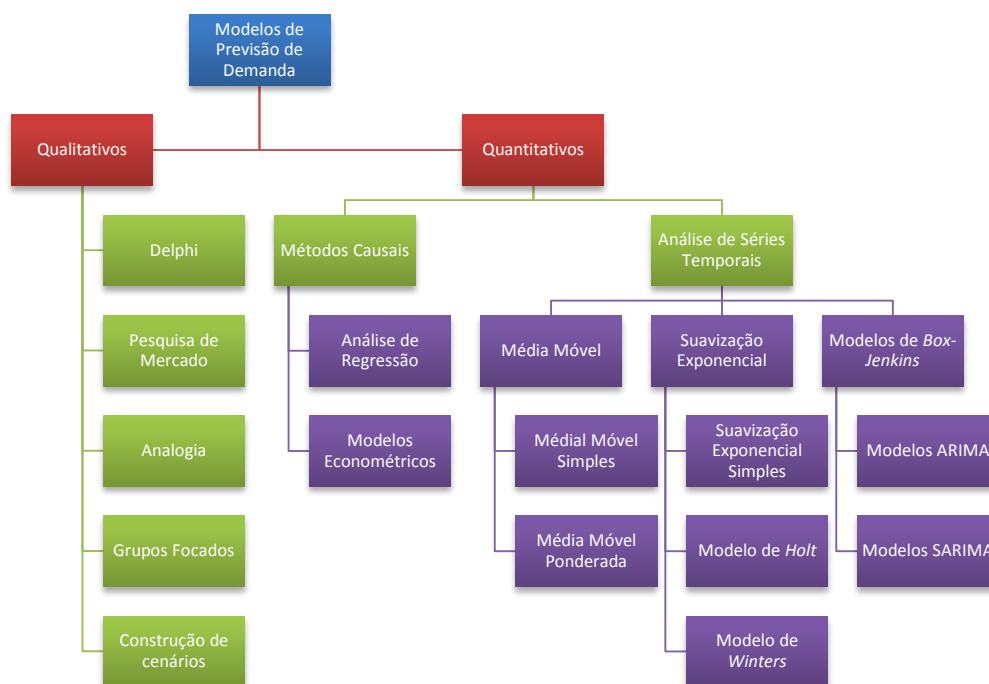 Modelos de
Previsão de
Demanda
Qualitativos
Quantitativos
Delphi
Métodos Causais
Análise de Séries
Temporais
Pesquisa de
Mercado
Análise de
Regressão
Média Móvel
Suavização
Exponencial
Modelos de Box-
Jenkins
Analogia
Modelos
Econométricos
Médial Móvel
Simples
Suavização
Exponencial
Simples
Modelos ARIMA
Grupos Focados
Média Móvel
Ponderada
Modelo de Holt
Modelos SARIMA
Construção de
cenários
Modelo de
Winters